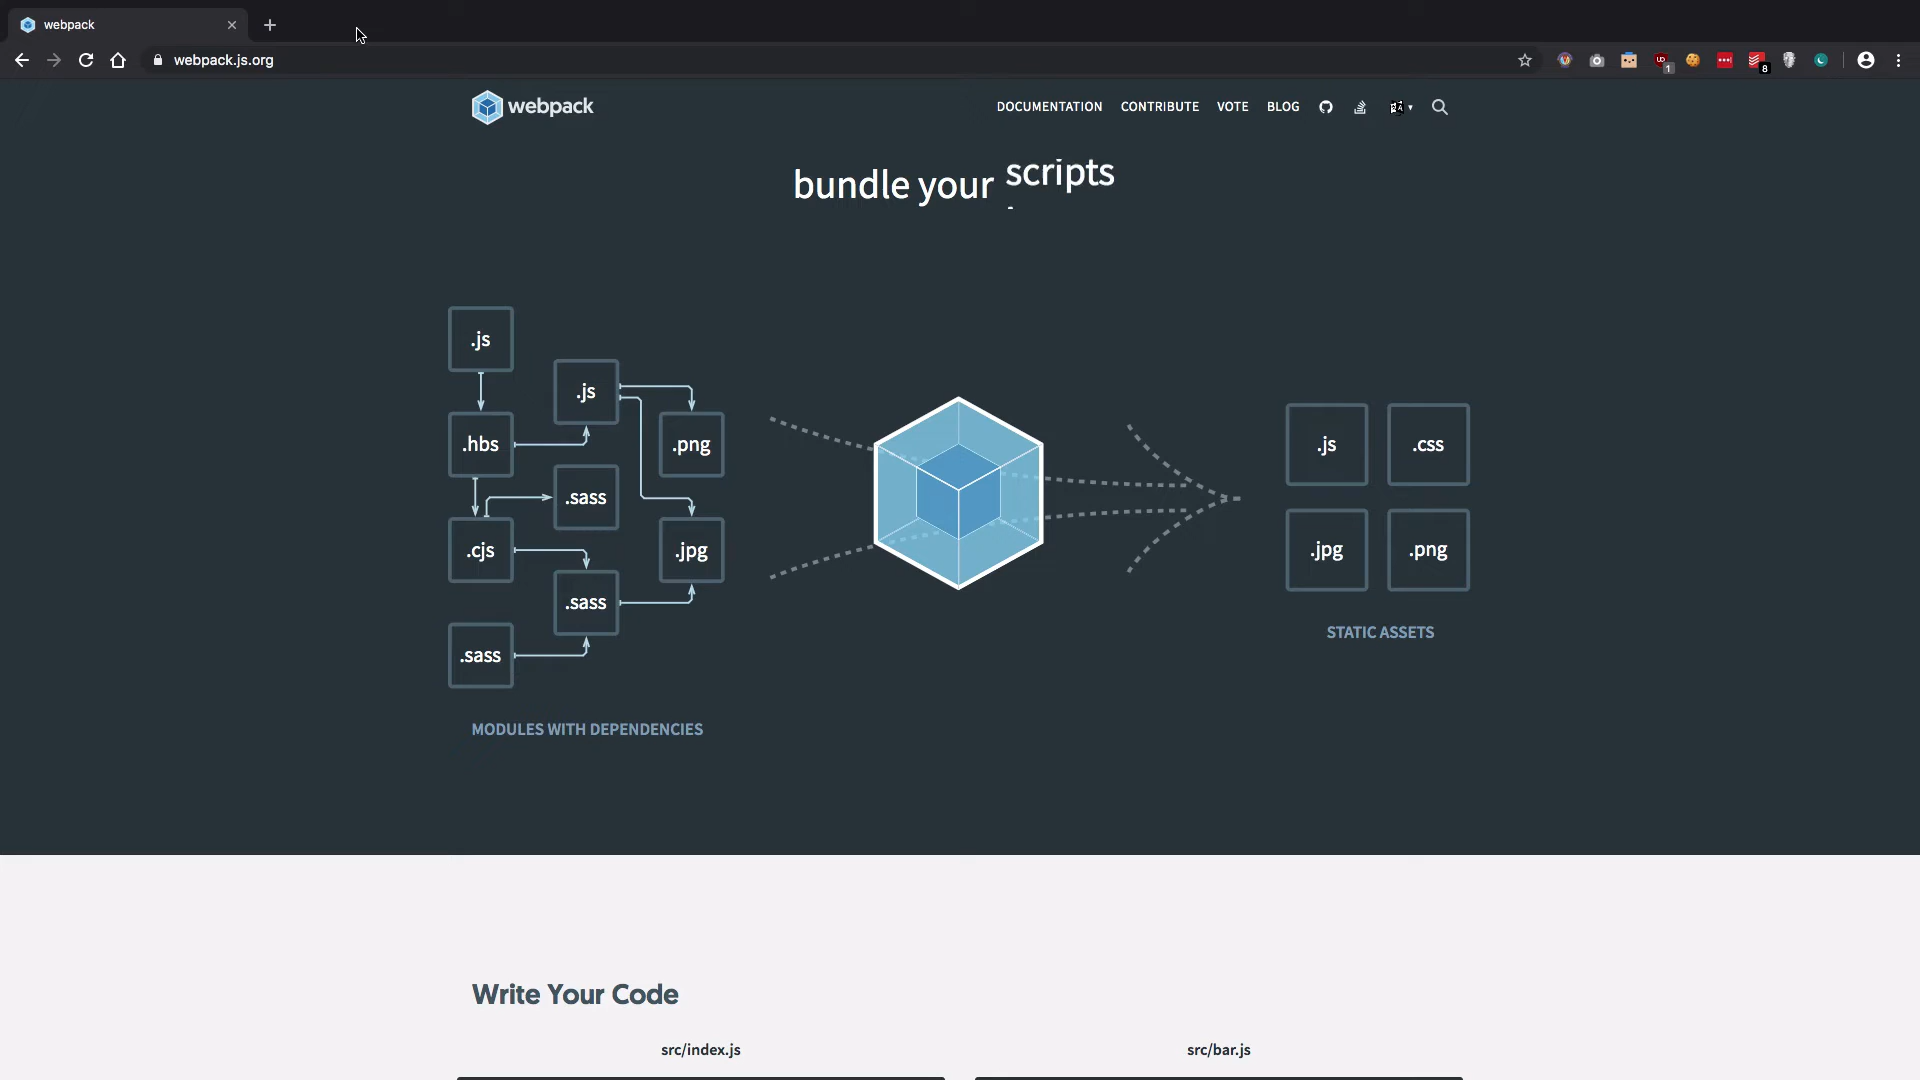 webpack
webpack.js.org
1
8
webpack
DOCUMENTATION
CONTRIBUTE
VOTE
BLOG
bundle your scripts
.js
.js
.hbs
.png
.sass
.cjs
.jpg
.sass
.sass
MODULES WITH DEPENDENCIES
.js
.css
.jpg
.png
STATIC ASSETS
Write Your Code
src/index.js
src/bar.js